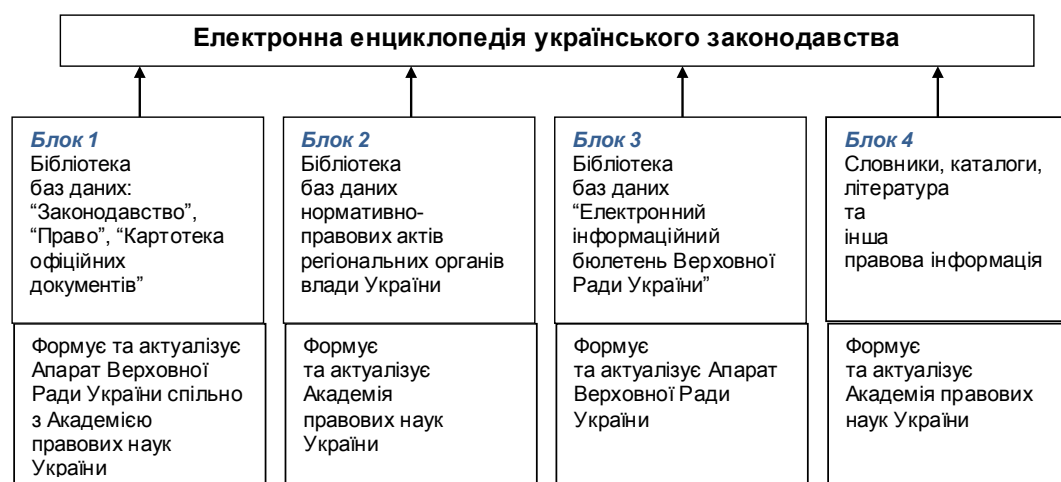 Електронна енциклопедія українського законодавства
Блок 1
Бібліотека
баз даних:
“Законодавство”,
“Право”, “Картотека
офіційних
документів”
Формує та актуалізує
Апарат Верховної
Ради України спільно
з Академією
правових наук
України
Блок 2
Бібліотека
баз даних
нормативно-
правових актів
регіональних органів
влади України
Формує
та актуалізує
Академія
правових наук
України
Блок 3
Бібліотека
баз даних
“Електронний
інформаційний
бюлетень Верховної
Ради України”
Формує
та актуалізує Апарат
Верховної Ради
України
Блок 4
Словники, каталоги,
література
та
інша
правова інформація
Формує
та актуалізує
Академія правових
наук України